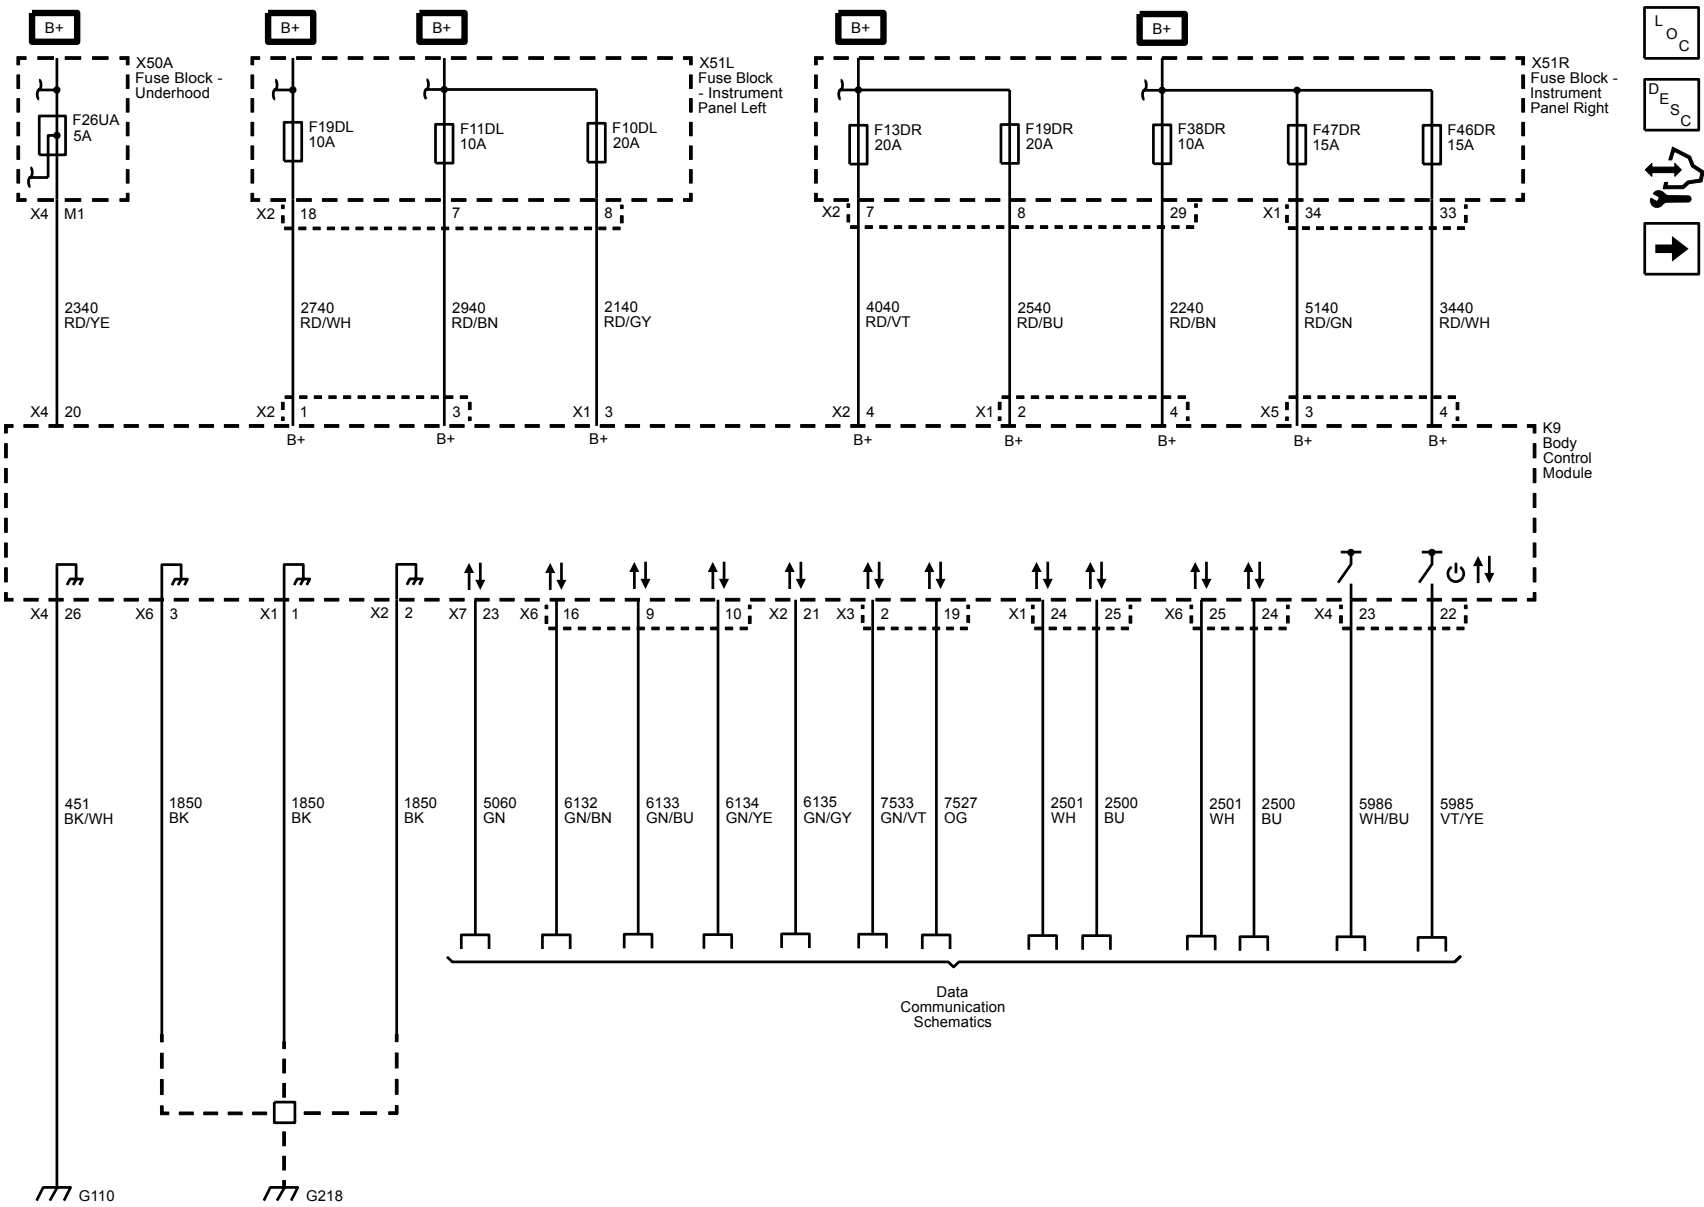 B+
B+
B+
B+
B+
L
O
C
X50A
Fuse Block -
Underhood
X51L
Fuse Block
- Instrument
Panel Left
X51R
Fuse Block -
Instrument
Panel Right
D
E
S
C
F26UA
5A
F19DL
10A
F11DL
10A
F10DL
20A
F13DR
20A
F19DR
20A
F38DR
10A
F47DR
15A
F46DR
15A
X4 M1
X2 18 7 8
X2 7 8 29
X1 34 33
2340
RD/YE
2740
RD/WH
2940
RD/BN
2140
RD/GY
4040
RD/VT
2540
RD/BU
2240
RD/BN
5140
RD/GN
3440
RD/WH
X4 20
X2 1 3
X1 3
X2 4
X1 2 4
X5 3 4
B+ B+ B+ B+ B+ B+ B+ B+
K9
Body
Control
Module
X4 26
X6 3
X1 1
X2 2
X7 23
X6 16 9 10
X2 21
X3 2 19
X1 24 25
X6 25 24
X4 23 22
451
BK/WH
1850
BK
1850
BK
1850
BK
5060
GN
6132
GN/BN
6133
GN/BU
6134
GN/YE
6135
GN/GY
7533
GN/VT
7527
OG
2501
WH
2500
BU
2501
WH
2500
BU
5986
WH/BU
5985
VT/YE
Data
Communication
Schematics
G110
G218